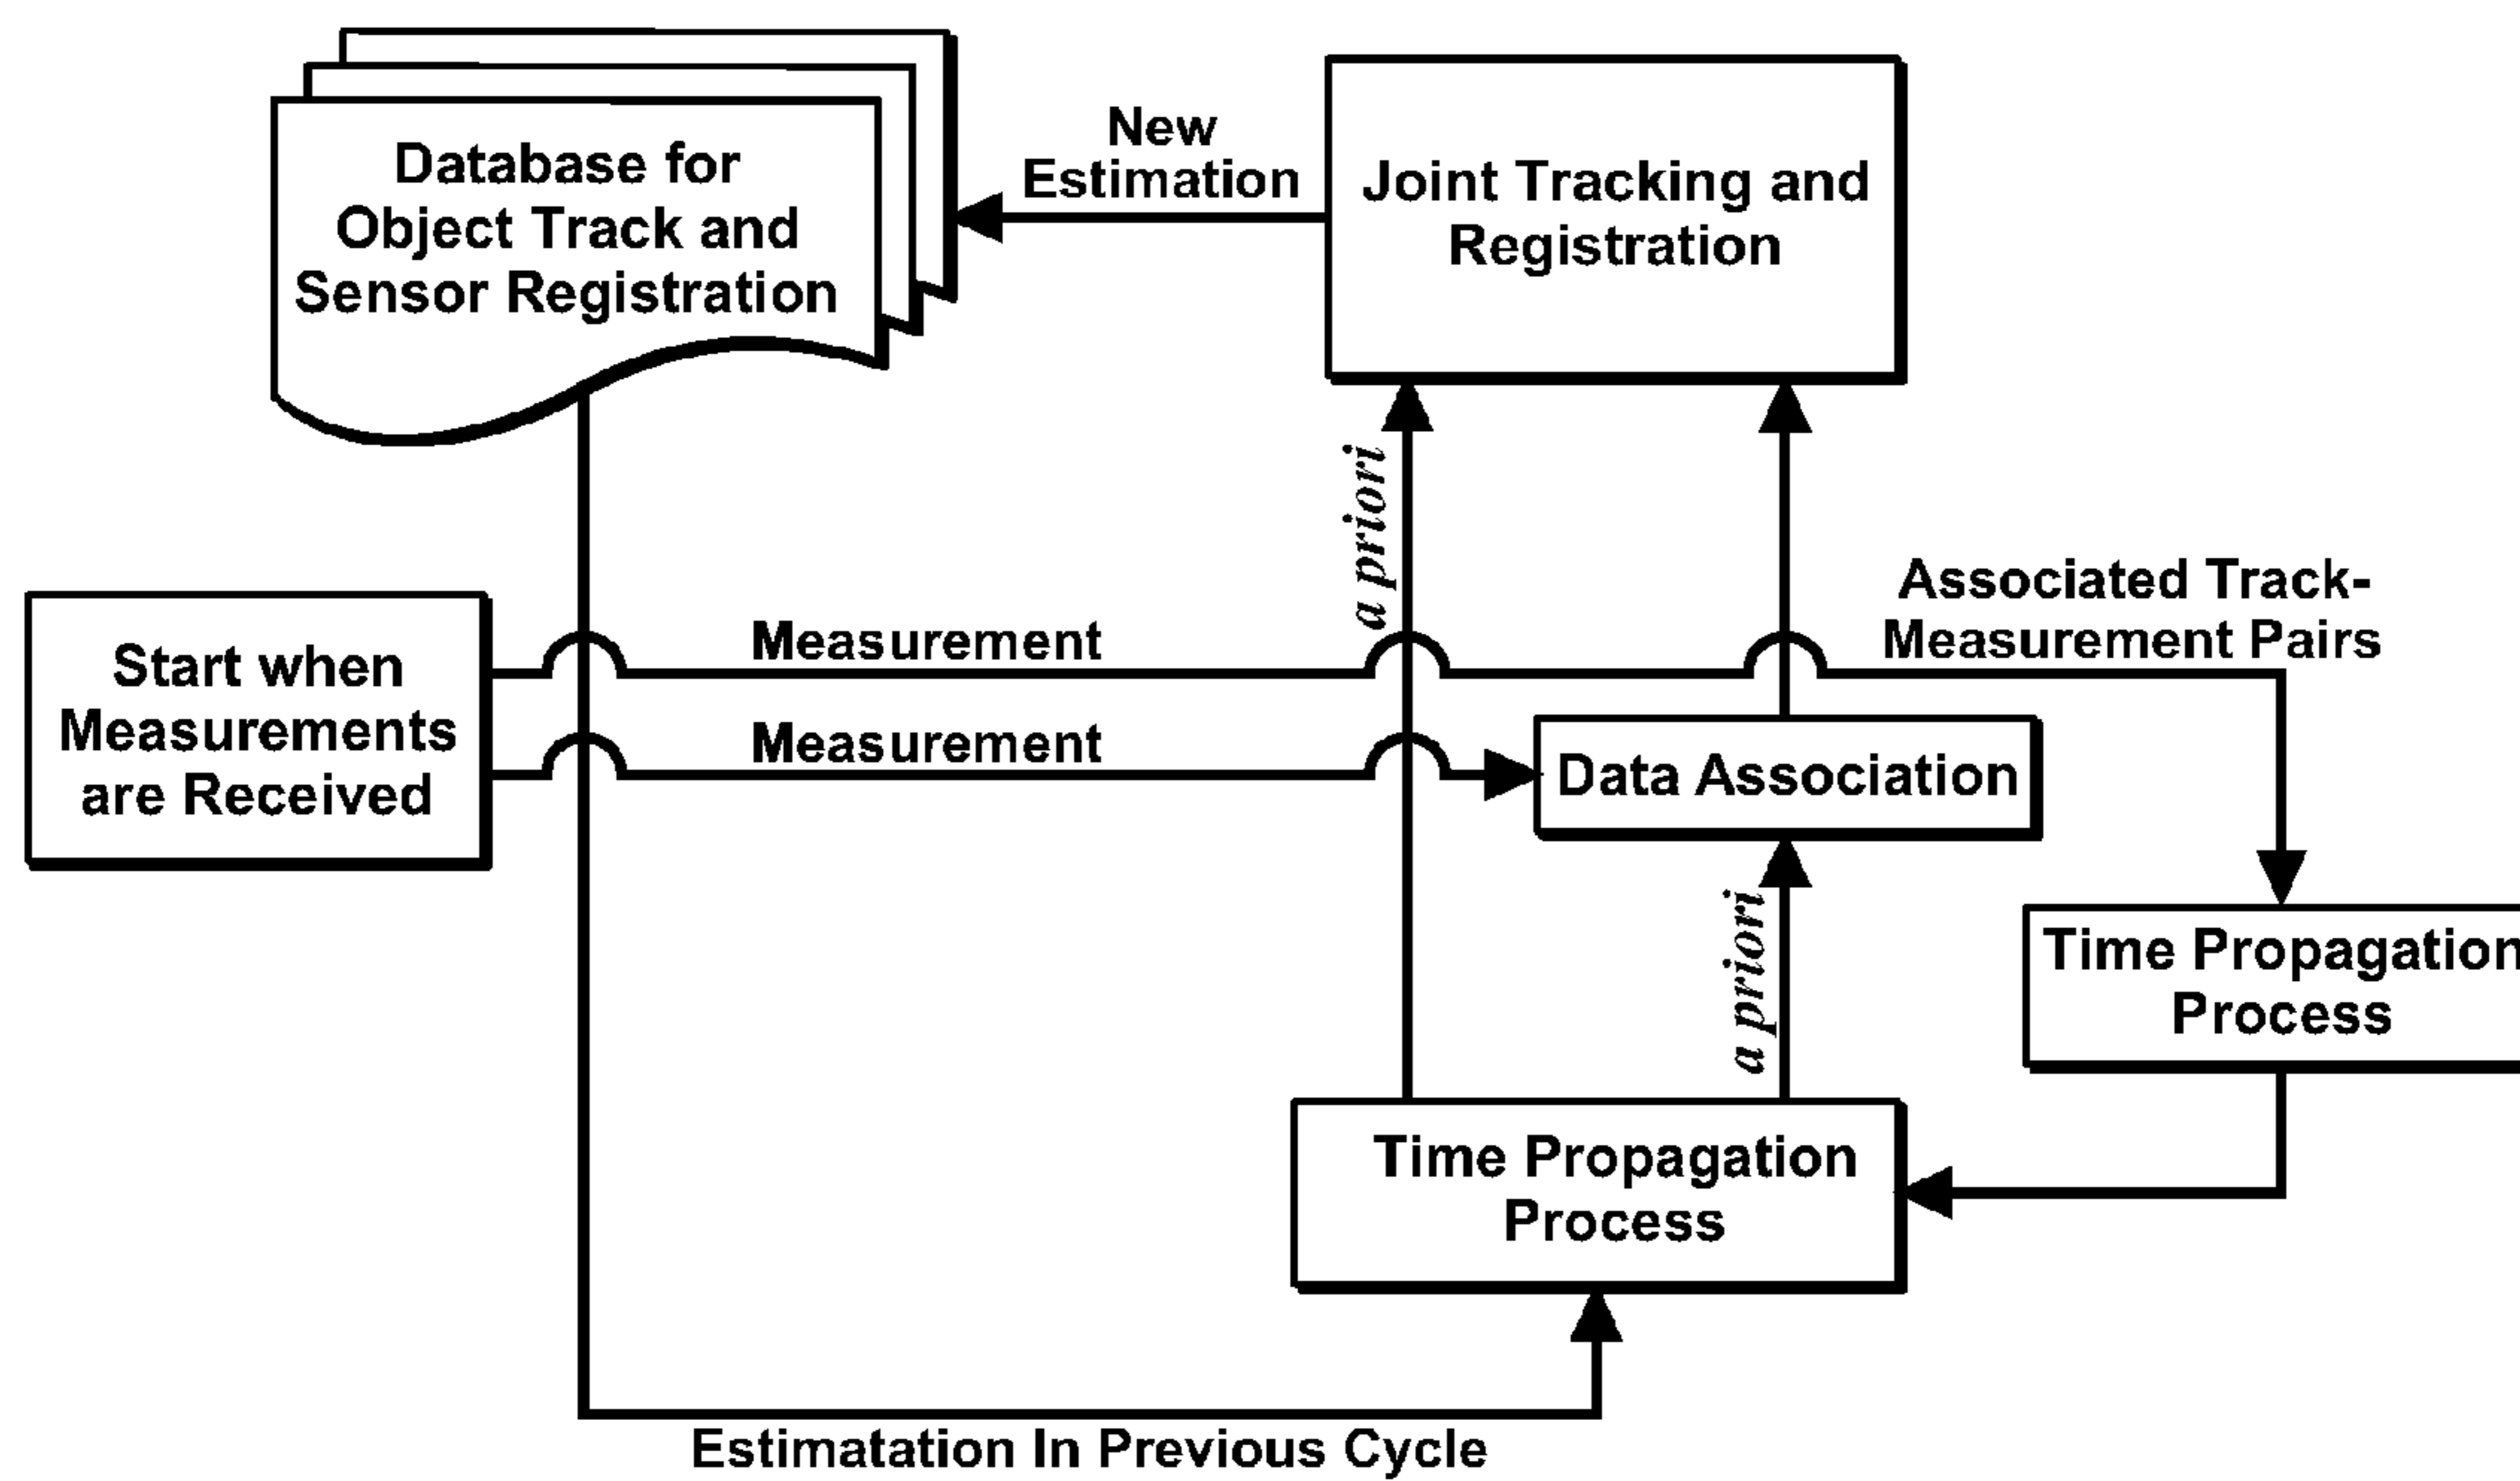 Database for
Object Track and
Sensor Registration
New
Estimation
Joint Tracking and
Registration
a priori
Associated Track-
Measurement Pairs
Start when
Measurements
are Received
Measurement
Measurement
Data Association
a priori
Time Propagation
Process
Time Propagation
Process
Estimatation In Previous Cycle